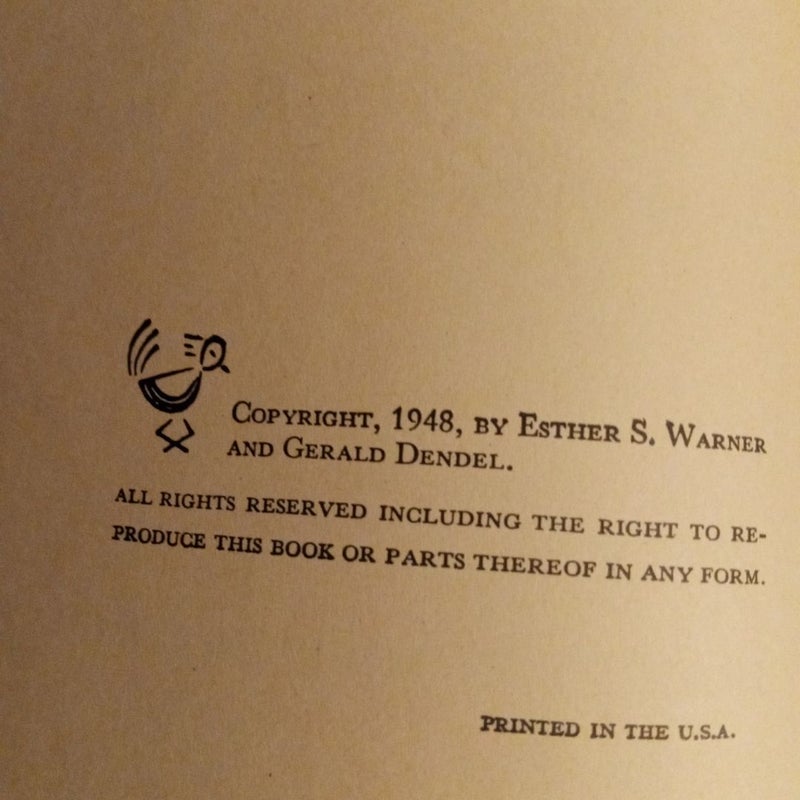 Copyright, 1948, by Esther S. Warner
and Gerald Dendel.
ALL RIGHTS RESERVED INCLUDING THE RIGHT TO RE-
PRODUCE THIS BOOK OR PARTS THEREOF IN ANY FORM.
PRINTED IN THE U.S.A.